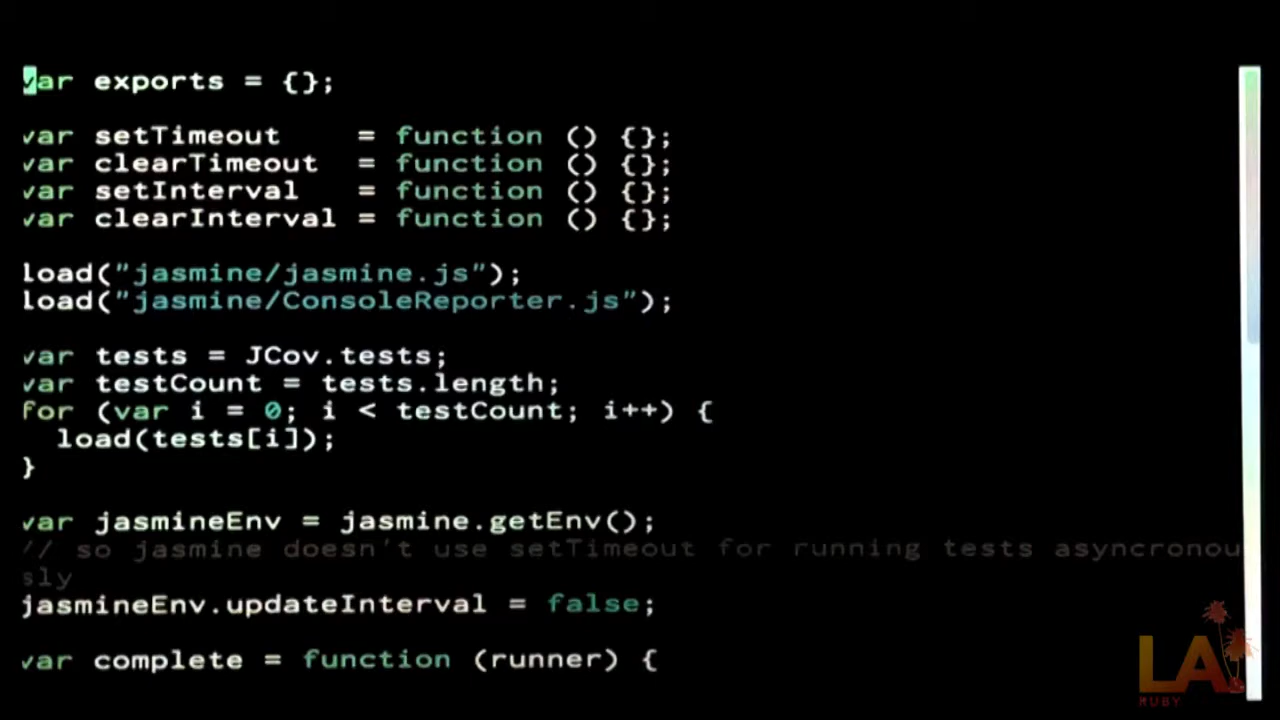 var exports = {};
var setTimeout    = function () {};
var clearTimeout  = function () {};
var setInterval   = function () {};
var clearInterval = function () {};
load("jasmine/jasmine.js");
load("jasmine/ConsoleReporter.js");
var tests = JCov.tests;
var testCount = tests.length;
for (var i = 0; i < testCount; i++) {
  load(tests[i]);
}
var jasmineEnv = jasmine.getEnv();
// so jasmine doesn't use setTimeout for running tests asyncronou
sly
jasmineEnv.updateInterval = false;
var complete = function (runner) {
LA
RUBY